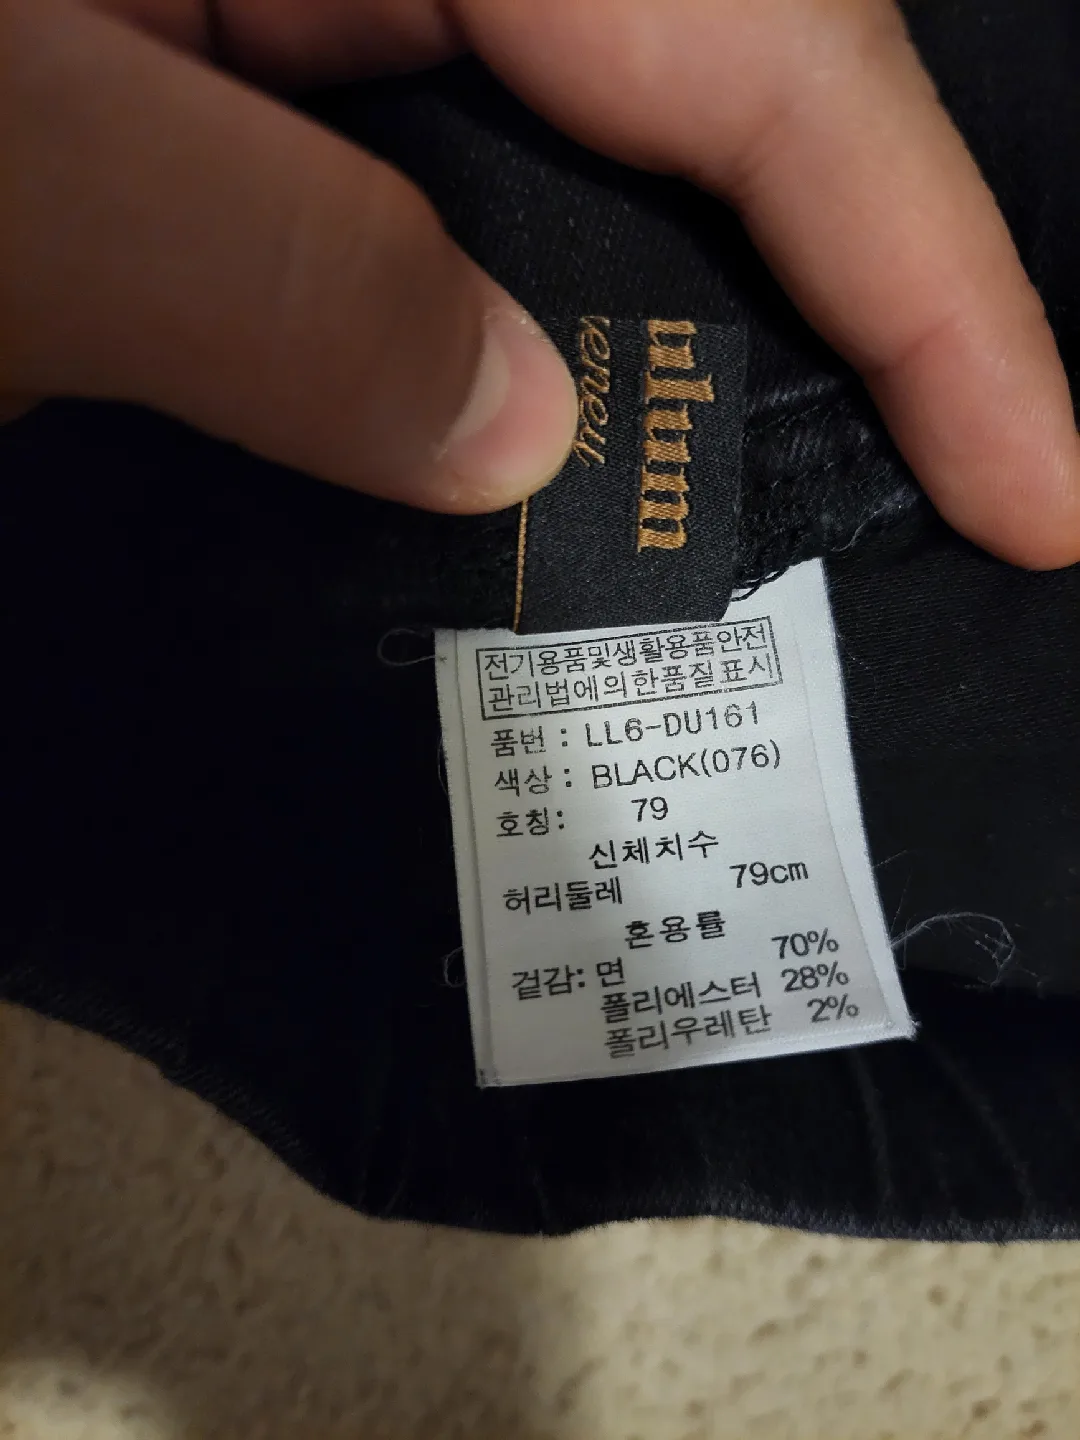 ulum
전기용품및생활용품안전
관리법에의한품질표시
품번 : LL6-DU161
색상 : BLACK(076)
호칭: 79
신체치수
허리둘레 79cm
혼용률
겉감: 면 70%
폴리에스터 28%
폴리우레탄 2%